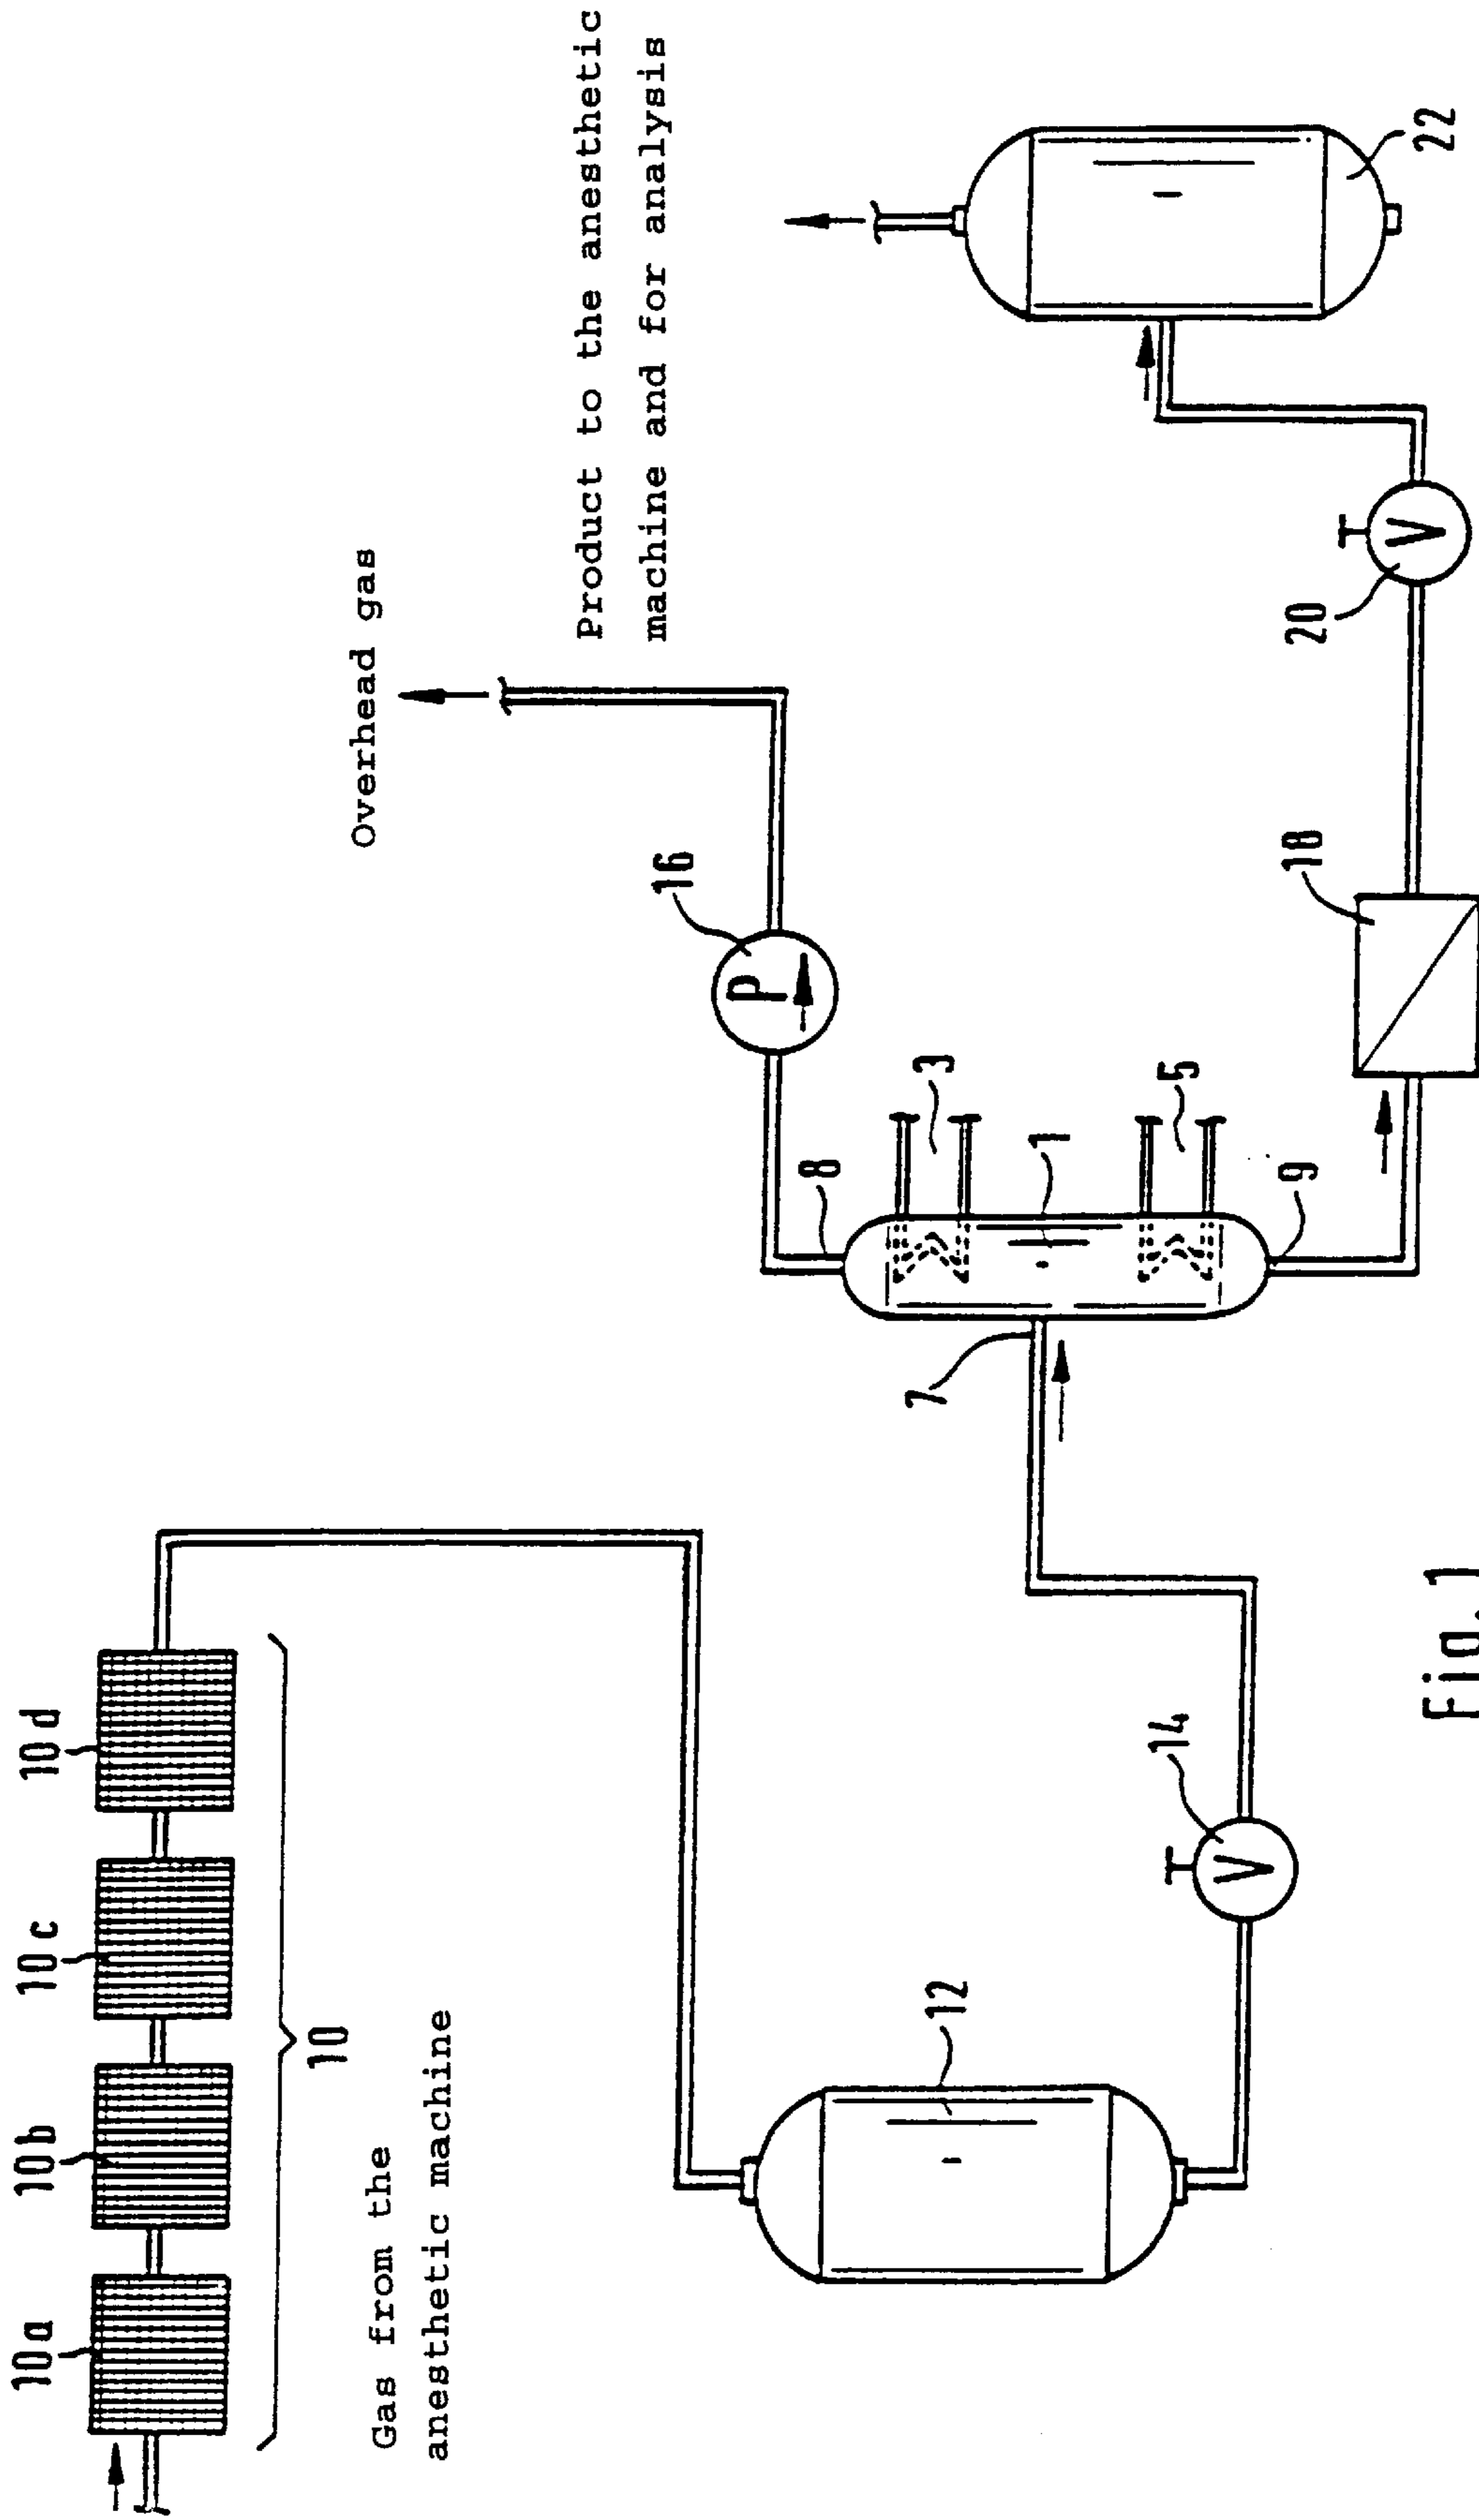 10a
10b
10c
10d
10
Gas from the
anesthetic machine
12
14
7
8
1
3
5
9
P
16
Overhead gas
18
V
20
V
22
Product to the anesthetic
machine and for analysis
Fig.1